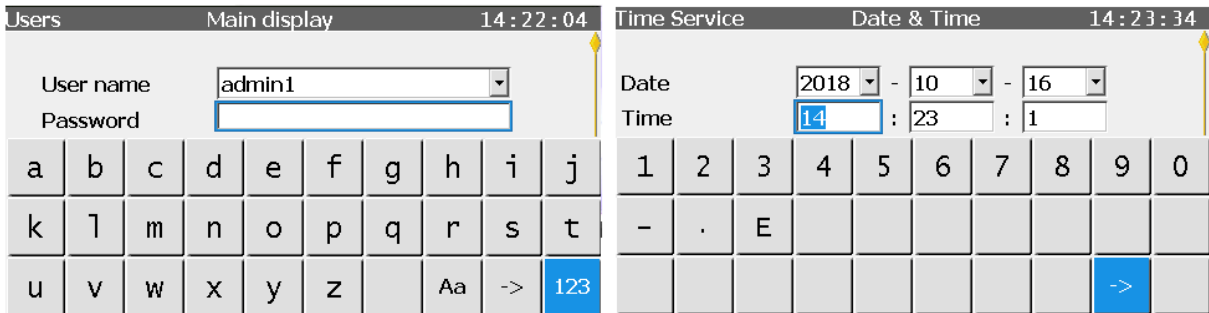 Users Main display 14:22:04
User name admin1
Password
a b c d e f g h i j
k l m n o p q r s t
u v w x y z Aa -> 123
Time Service Date & Time 14:23:34
Date 2018 - 10 - 16
Time 14 : 23 : 1
1 2 3 4 5 6 7 8 9 0
- . E
->